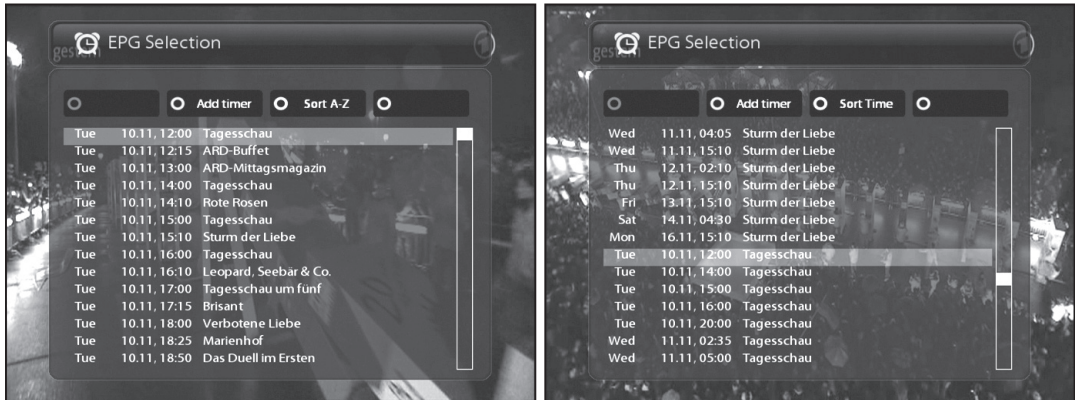 EPG Selection
gestern
Add timer
Sort A-Z
Tue 10.11, 12:00 Tagesschau
Tue 10.11, 12:15 ARD-Buffet
Tue 10.11, 13:00 ARD-Mittagsmagazin
Tue 10.11, 14:00 Tagesschau
Tue 10.11, 14:10 Rote Rosen
Tue 10.11, 15:00 Tagesschau
Tue 10.11, 15:10 Sturm der Liebe
Tue 10.11, 16:00 Tagesschau
Tue 10.11, 16:10 Leopard, Seebär & Co.
Tue 10.11, 17:00 Tagesschau um fünf
Tue 10.11, 17:15 Brisant
Tue 10.11, 18:00 Verbotene Liebe
Tue 10.11, 18:25 Marienhof
Tue 10.11, 18:50 Das Duell im Ersten
EPG Selection
gestern
Add timer
Sort Time
Wed 11.11, 04:05 Sturm der Liebe
Wed 11.11, 15:10 Sturm der Liebe
Thu 12.11, 02:10 Sturm der Liebe
Thu 12.11, 15:10 Sturm der Liebe
Fri 13.11, 15:10 Sturm der Liebe
Sat 14.11, 04:30 Sturm der Liebe
Mon 16.11, 15:10 Sturm der Liebe
Tue 10.11, 12:00 Tagesschau
Tue 10.11, 14:00 Tagesschau
Tue 10.11, 15:00 Tagesschau
Tue 10.11, 16:00 Tagesschau
Tue 10.11, 20:00 Tagesschau
Wed 11.11, 02:35 Tagesschau
Wed 11.11, 05:00 Tagesschau